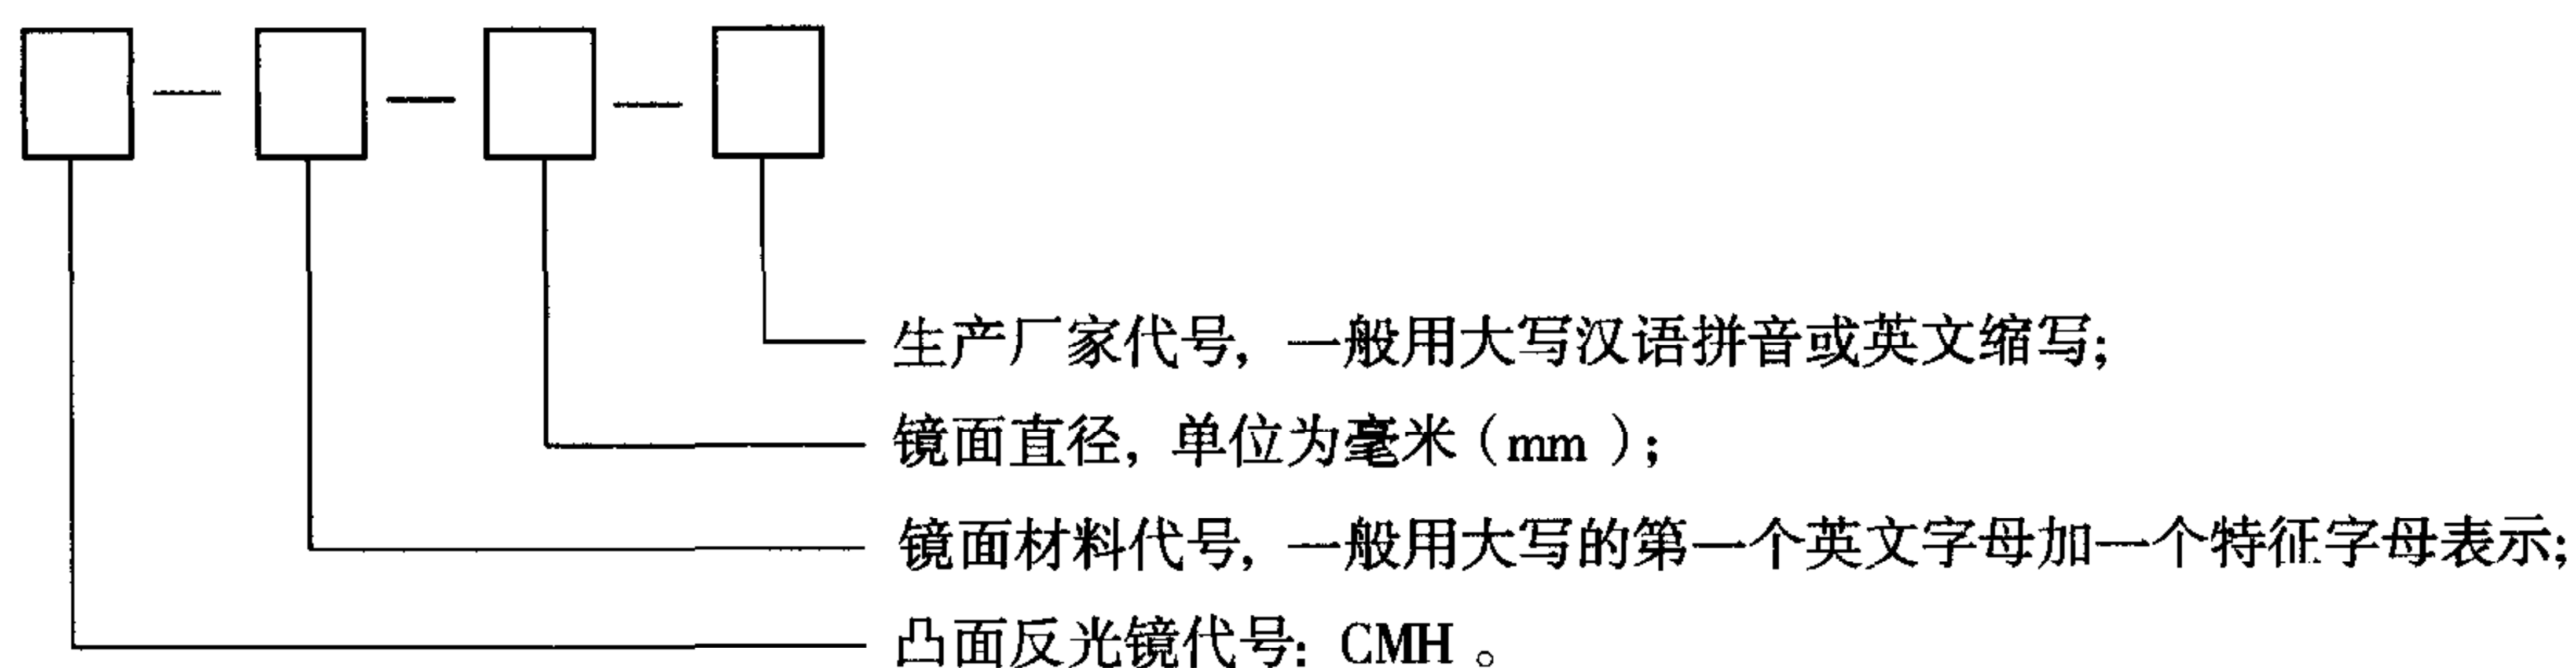 生产厂家代号, 一般用大写汉语拼音或英文缩写;
镜面直径, 单位为毫米(mm );
镜面材料代号, 一般用大写的第一个英文字母加一个特征字母表示;
凸面反光镜代号: CMH 。